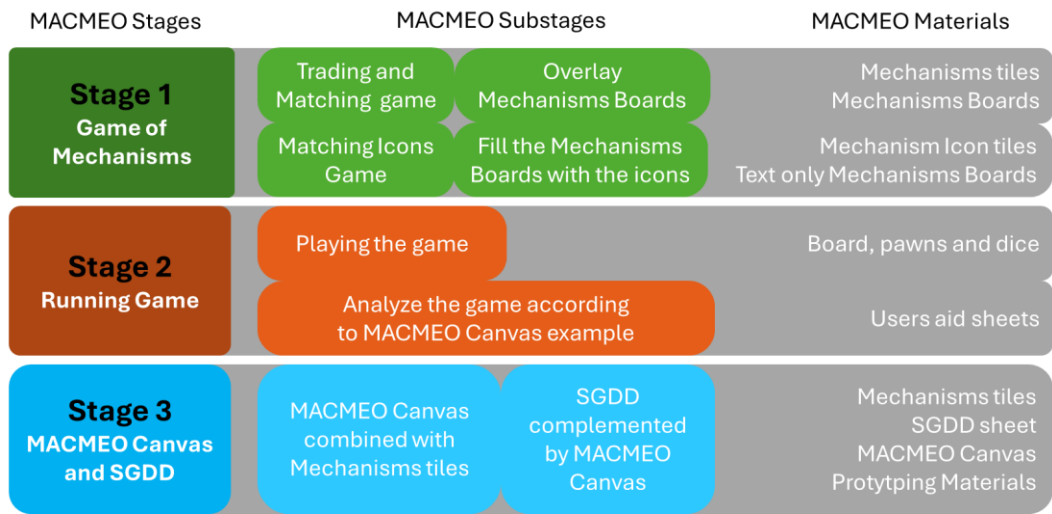 MACMEO Stages
MACMEO Substages
MACMEO Materials
Stage 1
Game of
Mechanisms
Trading and
Matching game
Overlay
Mechanisms Boards
Mechanisms tiles
Mechanisms Boards
Matching Icons
Game
Fill the Mechanisms
Boards with the icons
Mechanism Icon tiles
Text only Mechanisms Boards
Stage 2
Running Game
Playing the game
Board, pawns and dice
Analyze the game according
to MACMEO Canvas example
Users aid sheets
Stage 3
MACMEO Canvas
and SGDD
MACMEO Canvas
combined with
Mechanisms tiles
SGDD
complemented
by MACMEO
Canvas
Mechanisms tiles
SGDD sheet
MACMEO Canvas
Protytping Materials